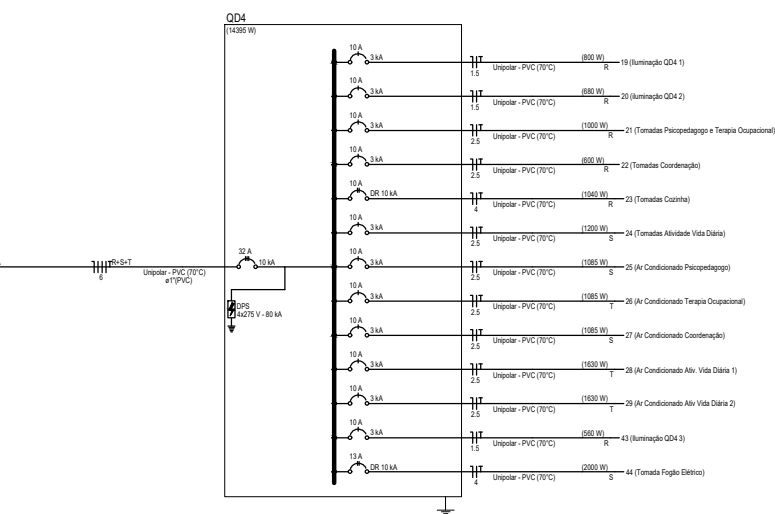 QD4
(14395 W)
10 A
3 kA
1.5
Unipolar - PVC (70°C)
(800 W)
R
19 (Iluminação QD4 1)
10 A
3 kA
1.5
Unipolar - PVC (70°C)
(680 W)
R
20 (iluminação QD4 2)
10 A
3 kA
2.5
Unipolar - PVC (70°C)
(1000 W)
R
21 (Tomadas Psicopedagogo e Terapia Ocupacional)
10 A
3 kA
2.5
Unipolar - PVC (70°C)
(600 W)
R
22 (Tomadas Coordenação)
10 A
DR 10 kA
4
Unipolar - PVC (70°C)
(1040 W)
R
23 (Tomadas Cozinha)
10 A
3 kA
2.5
Unipolar - PVC (70°C)
(1200 W)
S
24 (Tomadas Atividade Vida Diária)
R+S+T
6
Unipolar - PVC (70°C)
ø1"(PVC)
32 A
10 kA
DPS
4x275 V - 80 kA
10 A
3 kA
2.5
Unipolar - PVC (70°C)
(1085 W)
S
25 (Ar Condicionado Psicopedagogo)
10 A
3 kA
2.5
Unipolar - PVC (70°C)
(1085 W)
T
26 (Ar Condicionado Terapia Ocupacional)
10 A
3 kA
2.5
Unipolar - PVC (70°C)
(1085 W)
S
27 (Ar Condicionado Coordenação)
10 A
3 kA
2.5
Unipolar - PVC (70°C)
(1630 W)
T
28 (Ar Condicionado Ativ. Vida Diária 1)
10 A
3 kA
2.5
Unipolar - PVC (70°C)
(1630 W)
T
29 (Ar Condicionado Ativ Vida Diária 2)
10 A
3 kA
1.5
Unipolar - PVC (70°C)
(560 W)
R
43 (Iluminação QD4 3)
13 A
DR 10 kA
4
Unipolar - PVC (70°C)
(2000 W)
S
44 (Tomada Fogão Elétrico)